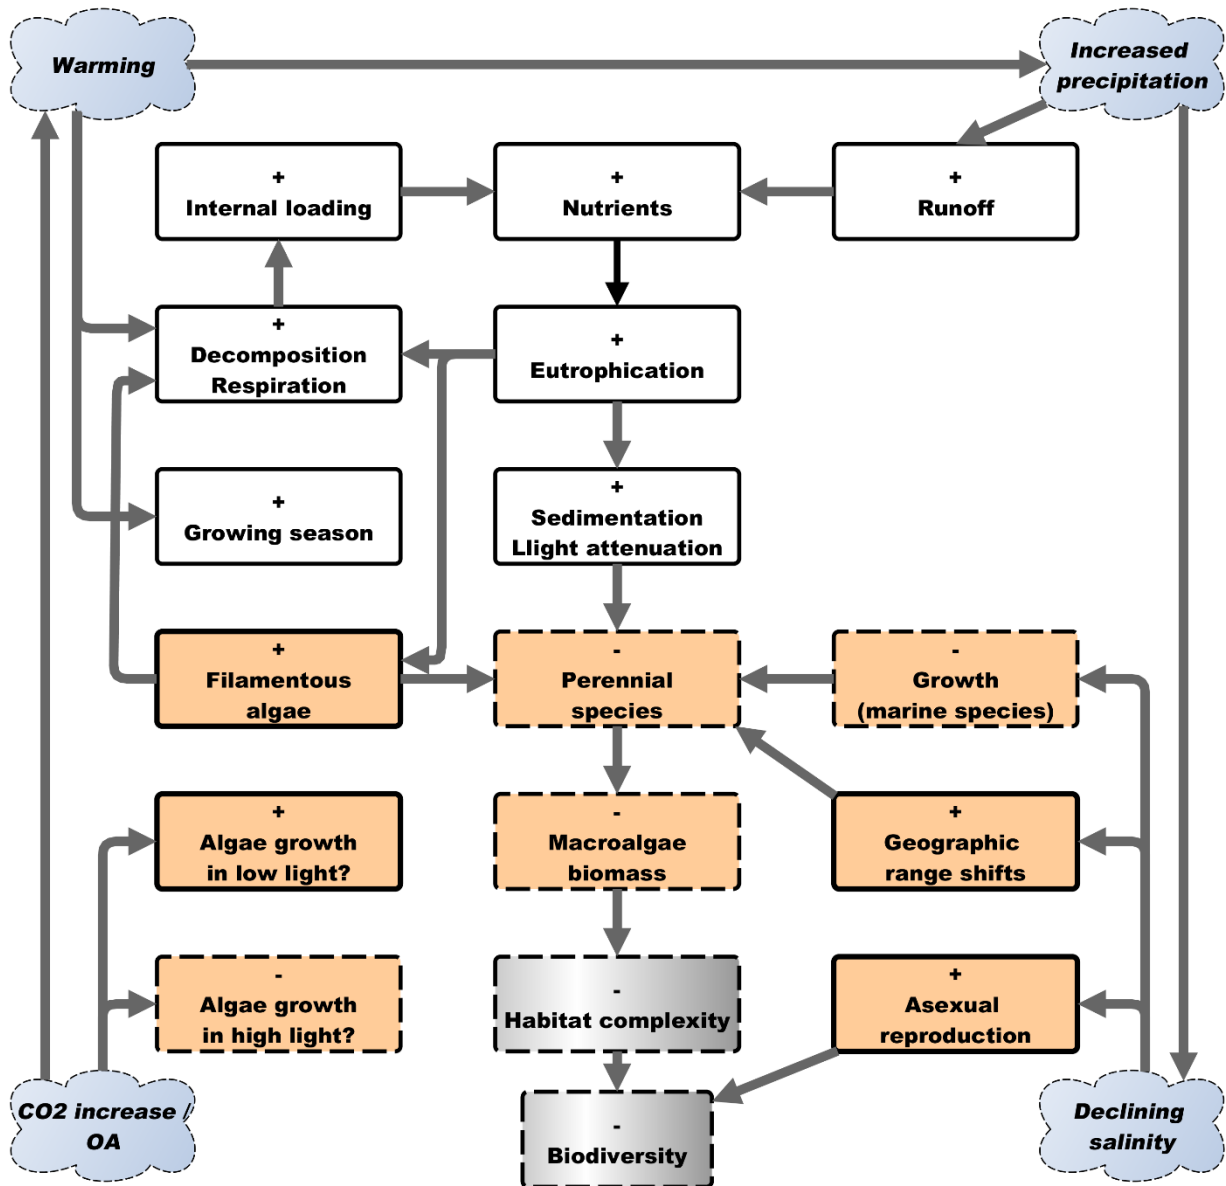 Warming
Increased
precipitation
+
Internal loading
+
Nutrients
+
Runoff
+
Decomposition
Respiration
+
Eutrophication
+
Growing season
+
Sedimentation
Llight attenuation
+
Filamentous
algae
-
Perennial
species
-
Growth
(marine species)
+
Algae growth
in low light?
-
Macroalgae
biomass
+
Geographic
range shifts
-
Algae growth
in high light?
-
Habitat complexity
+
Asexual
reproduction
CO2 increase /
OA
-
Biodiversity
Declining
salinity